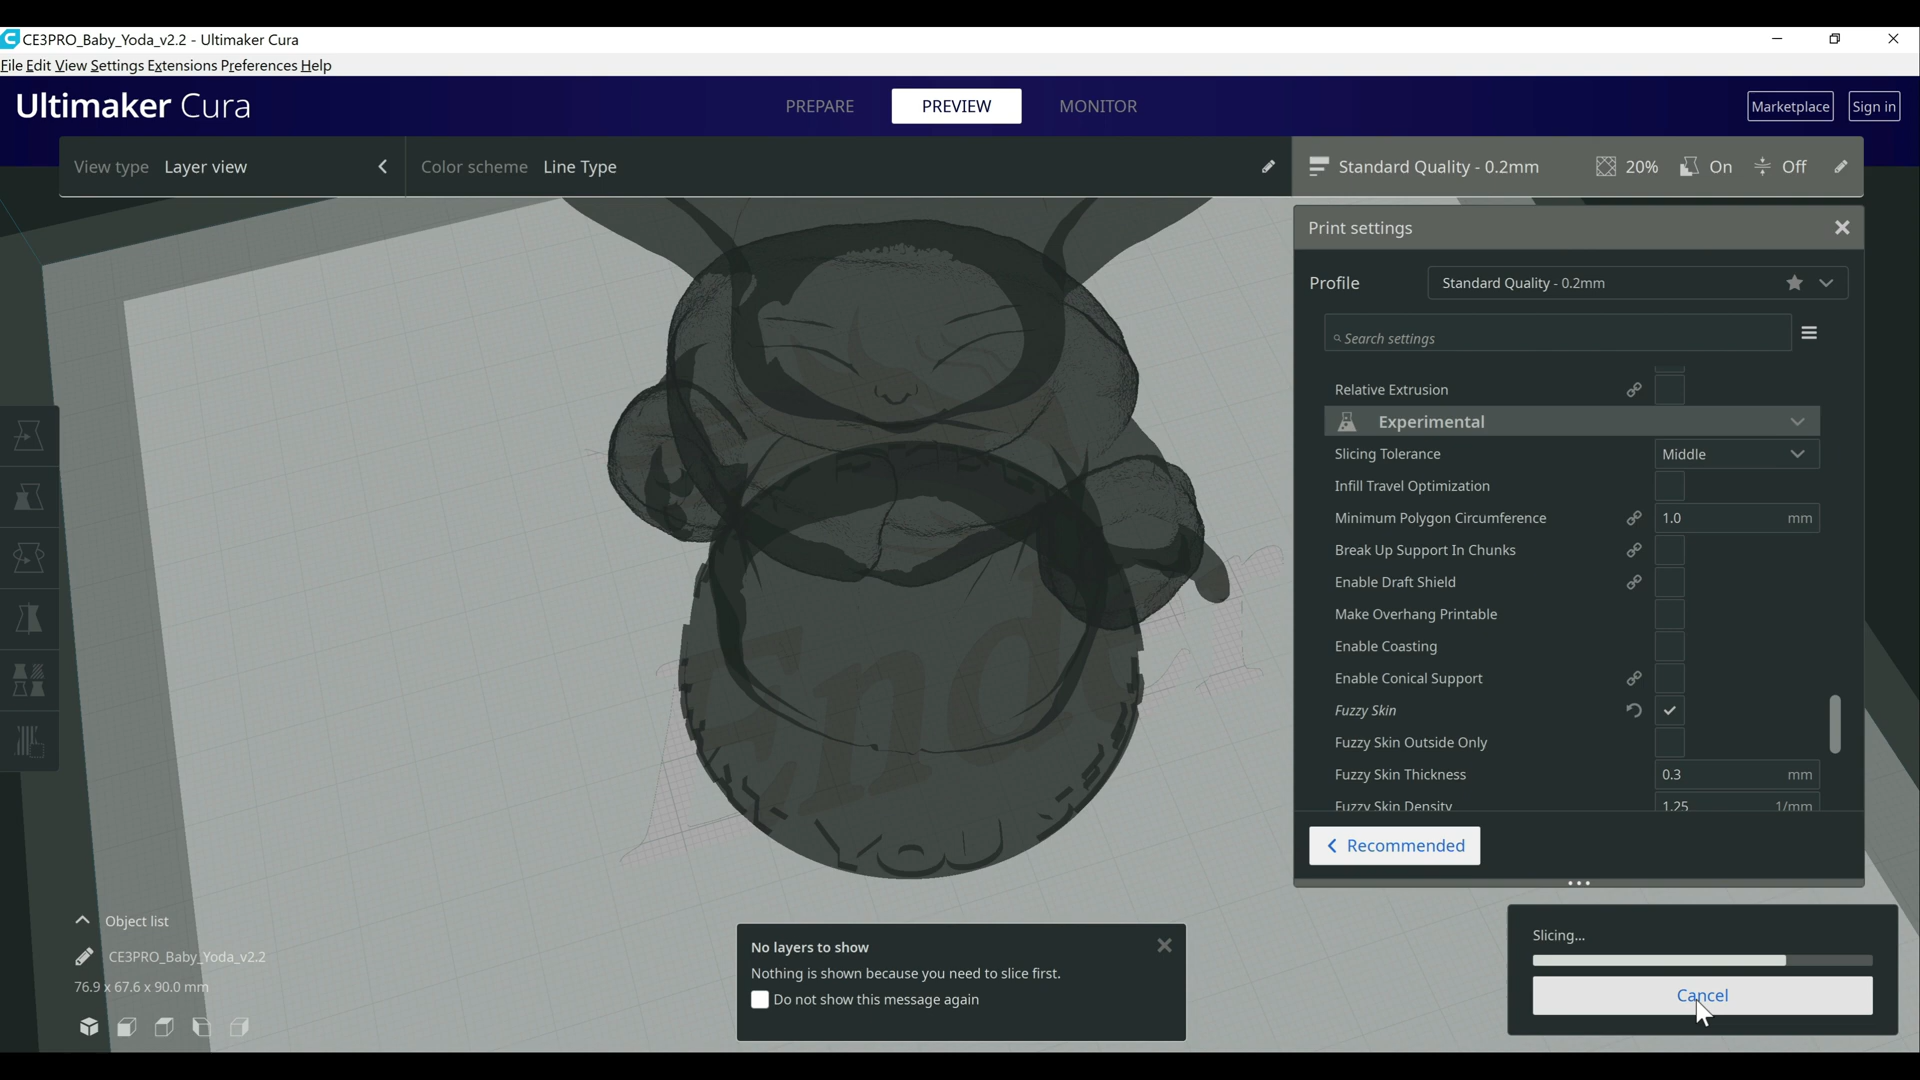 CE3PRO_Baby_Yoda_v2.2 - Ultimaker Cura
File Edit View Settings Extensions Preferences Help
Ultimaker Cura
PREPARE
PREVIEW
MONITOR
Marketplace
Sign in
View type Layer view
Color scheme Line Type
Standard Quality - 0.2mm
20%
On
Off
Print settings
Profile
Standard Quality - 0.2mm
Search settings
Relative Extrusion
Experimental
Slicing Tolerance
Middle
Infill Travel Optimization
Minimum Polygon Circumference
1.0 mm
Break Up Support In Chunks
Enable Draft Shield
Make Overhang Printable
Enable Coasting
Enable Conical Support
Fuzzy Skin
Fuzzy Skin Outside Only
Fuzzy Skin Thickness
0.3 mm
Fuzzy Skin Density
1.25 1/mm
Recommended
End
YOU
Object list
CE3PRO_Baby_Yoda_v2.2
76.9 x 67.6 x 90.0 mm
No layers to show
Nothing is shown because you need to slice first.
Do not show this message again
Slicing...
Cancel